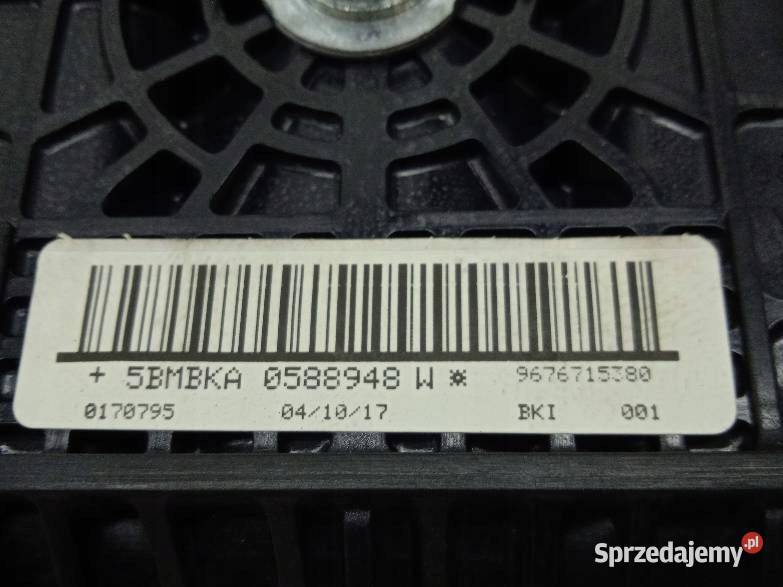 + 5BMBKA 0588948 W ✲ 9676715380
0170795 04/10/17 BKI 001
Sprzedajemy.pl